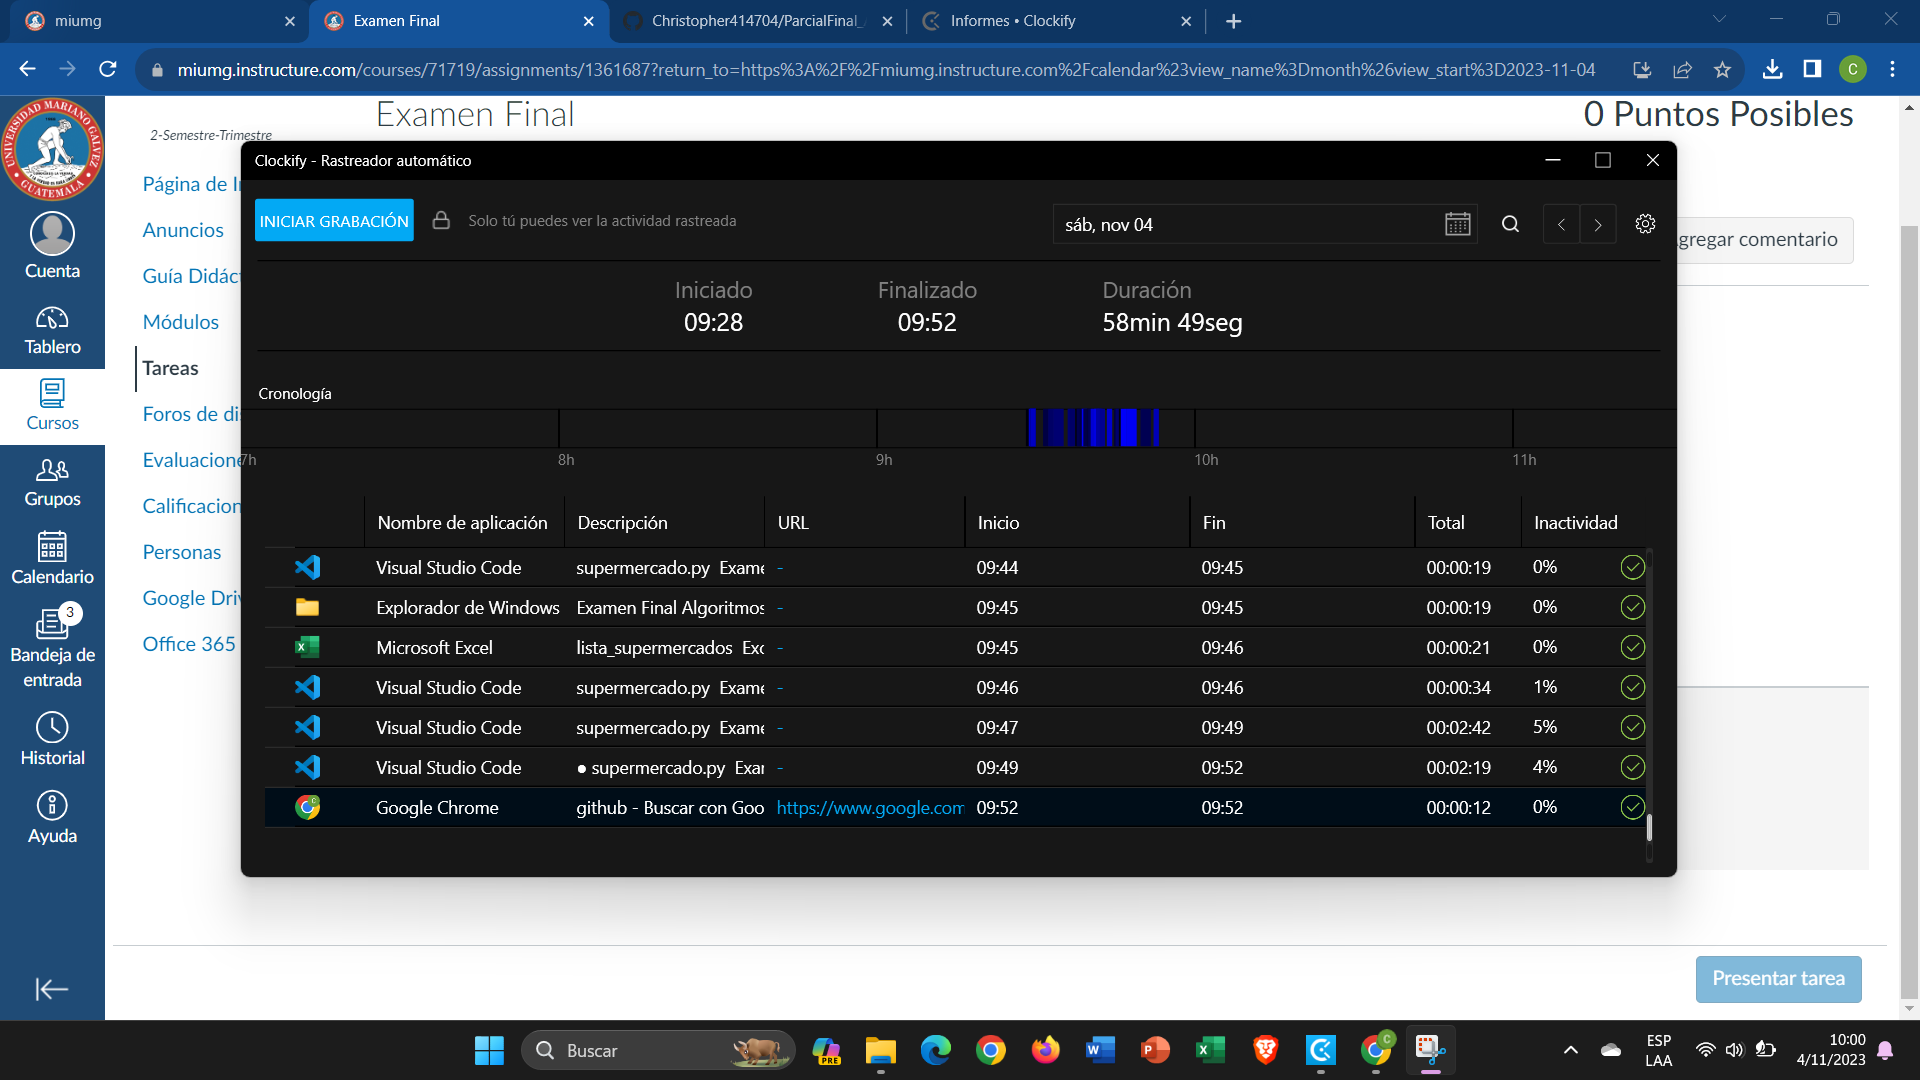 miumg
Examen Final
Christopher414704/ParcialFinal_
Informes • Clockify
miumg.instructure.com/courses/71719/assignments/1361687?return_to=https%3A%2F%2Fmiumg.instructure.com%2Fcalendar%23view_name%3Dmonth%26view_start%3D2023-11-04
C
UNIVERSIDAD MARIANO GALVEZ
GUATEMALA
Cuenta
Tablero
Cursos
Grupos
Calendario
3
Bandeja de
entrada
Historial
Ayuda
2-Semestre-Trimestre
Página de I
Anuncios
Guía Didác
Módulos
Tareas
Foros de di
Evaluacione
Calificacion
Personas
Google Dri
Office 365
Examen Final
0 Puntos Posibles
gregar comentario
Clockify - Rastreador automático
INICIAR GRABACIÓN
Solo tú puedes ver la actividad rastreada
sáb, nov 04
Iniciado Finalizado Duración
09:28 09:52 58min 49seg
Cronología
7h 8h 9h 10h 11h
Nombre de aplicación Descripción URL Inicio Fin Total Inactividad
Visual Studio Code supermercado.py Exame - 09:44 09:45 00:00:19 0%
Explorador de Windows Examen Final Algoritmos - 09:45 09:45 00:00:19 0%
Microsoft Excel lista_supermercados Exc - 09:45 09:46 00:00:21 0%
Visual Studio Code supermercado.py Exame - 09:46 09:46 00:00:34 1%
Visual Studio Code supermercado.py Exame - 09:47 09:49 00:02:42 5%
Visual Studio Code ● supermercado.py Exar - 09:49 09:52 00:02:19 4%
Google Chrome github - Buscar con Goo https://www.google.com 09:52 09:52 00:00:12 0%
Presentar tarea
Buscar
PRE
ESP
LAA
10:00
4/11/2023